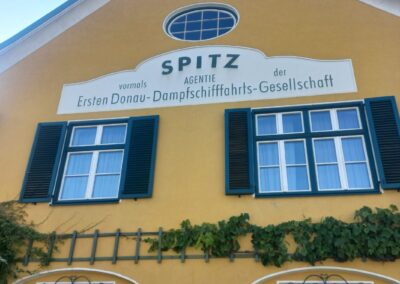 SPITZ
vormals AGENTIE der
Ersten Donau-Dampfschifffahrts-Gesellschaft